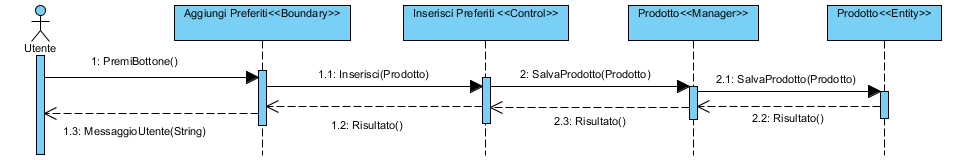 Aggiungi Preferiti<<Boundary>>
Inserisci Preferiti <<Control>>
Prodotto<<Manager>>
Prodotto<<Entity>>
Utente
1: PremiBottone()
1.1: Inserisci(Prodotto)
2: SalvaProdotto(Prodotto)
2.1: SalvaProdotto(Prodotto)
1.3: MessaggioUtente(String)
1.2: Risultato()
2.3: Risultato()
2.2: Risultato()